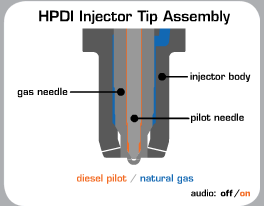 HPDI Injector Tip Assembly
injector body
gas needle
pilot needle
diesel pilot / natural gas
audio: off/on